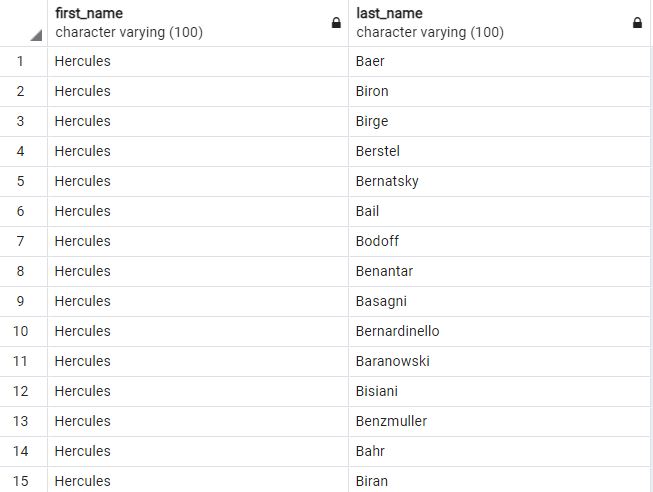 first_name last_name
character varying (100) character varying (100)
1 Hercules Baer
2 Hercules Biron
3 Hercules Birge
4 Hercules Berstel
5 Hercules Bernatsky
6 Hercules Bail
7 Hercules Bodoff
8 Hercules Benantar
9 Hercules Basagni
10 Hercules Bernardinello
11 Hercules Baranowski
12 Hercules Bisiani
13 Hercules Benzmuller
14 Hercules Bahr
15 Hercules Biran